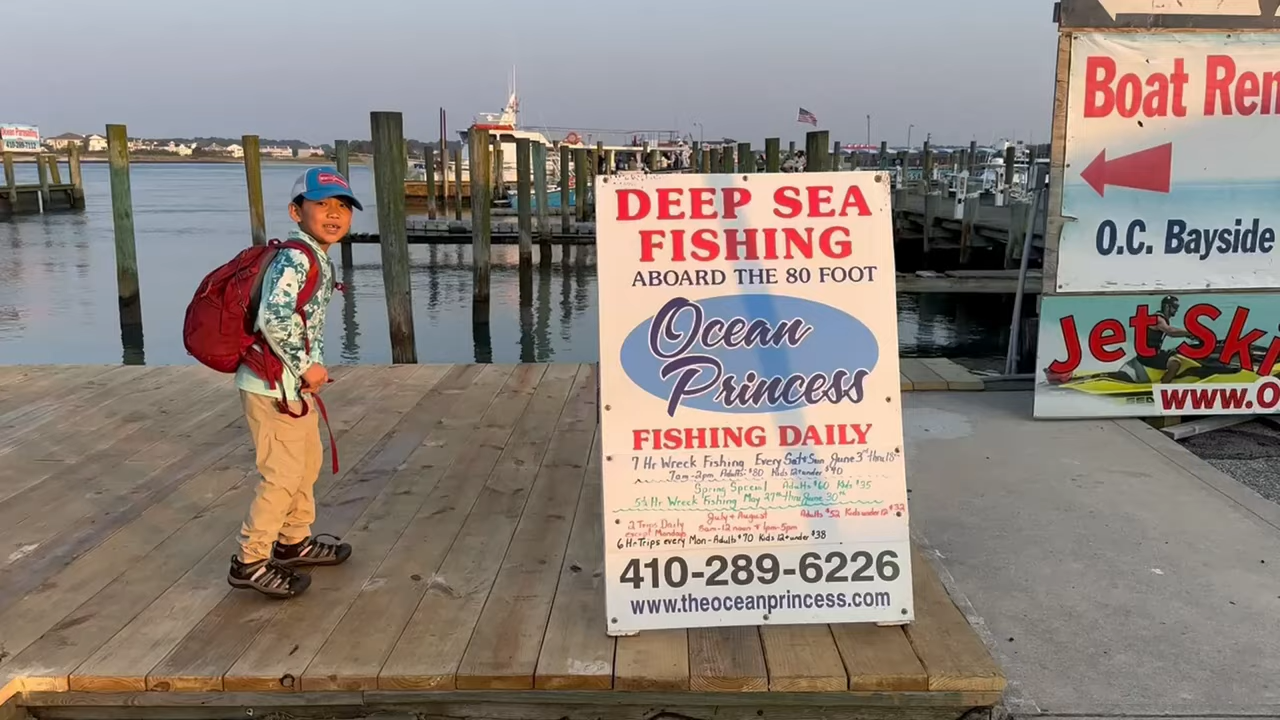 DEEP SEA
FISHING
ABOARD THE 80 FOOT
Ocean
Princess
FISHING DAILY
7 Hr Wreck Fishing Every Sat & Sun June 3rd thru 18th
7am-2pm Adults $80 Kids 12 & under $40
Spring Special Adults $60 Kids $35
Hr Wreck Fishing May 27th thru June 30th
July & August Adults $52 Kids under 12 $32
2 Trips Daily 8am-12 noon & 1pm-5pm
except Mondays
6 Hr Trips every Mon - Adults $70 Kids 12 & under $38
410-289-6226
www.theoceanprincess.com
Boat Ren
O.C. Bayside
Jet Ski
www.O